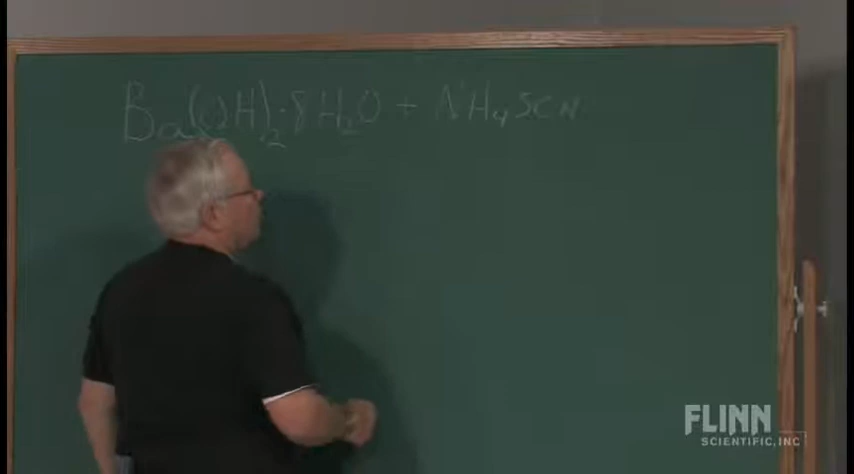 Ba(OH)₂·8H₂O + NH₄SCN
FLINN
SCIENTIFIC, INC